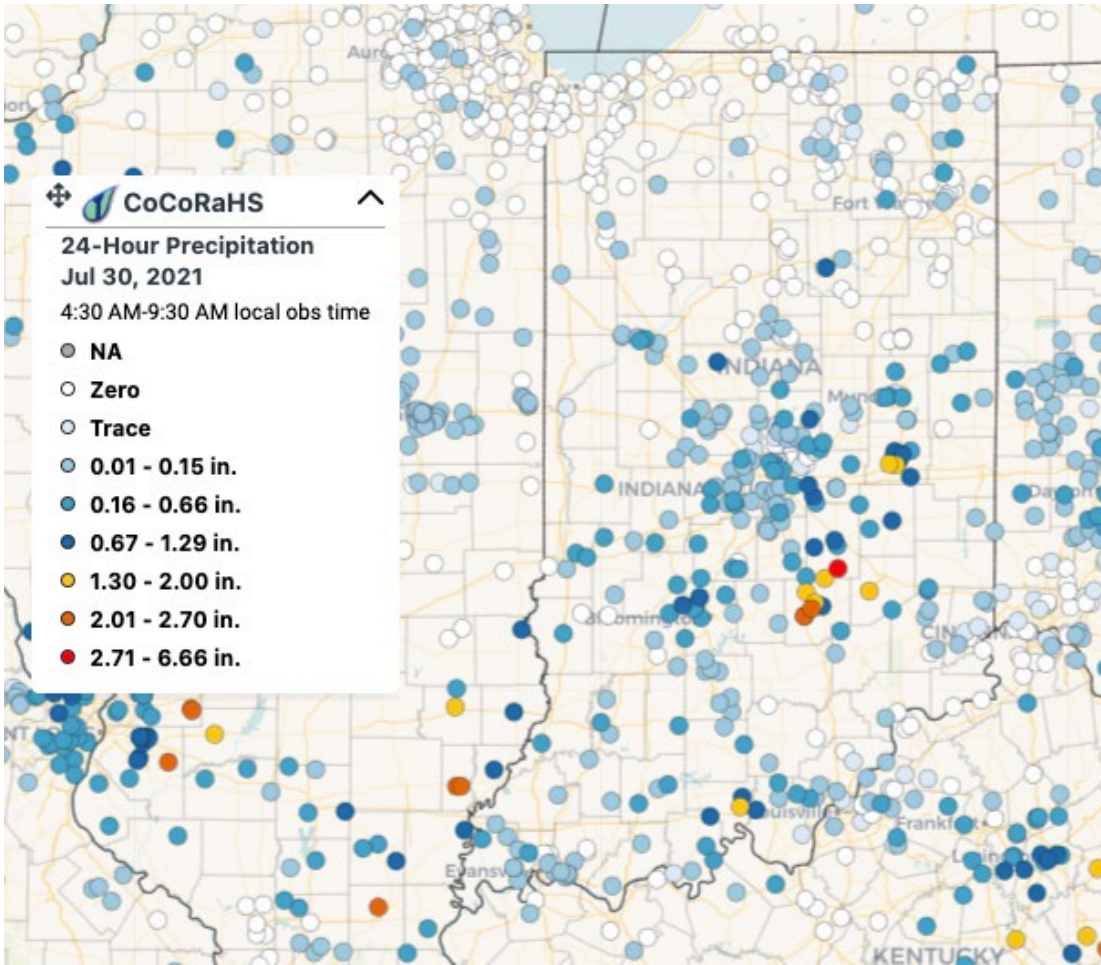 CoCoRaHS
24-Hour Precipitation
Jul 30, 2021
4:30 AM-9:30 AM local obs time
NA
Zero
Trace
0.01 - 0.15 in.
0.16 - 0.66 in.
0.67 - 1.29 in.
1.30 - 2.00 in.
2.01 - 2.70 in.
2.71 - 6.66 in.
Fort
INDIANA
INDIANA
KENTUCKY